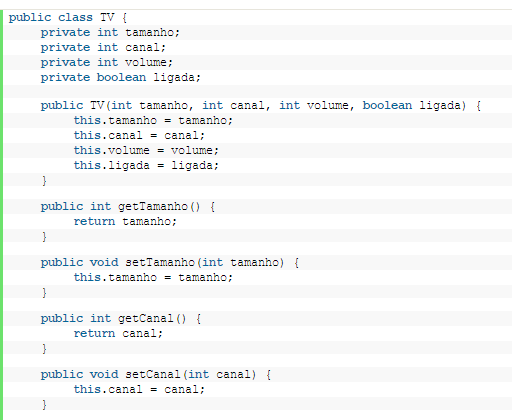 public class TV {
private int tamanho;
private int canal;
private int volume;
private boolean ligada;
public TV(int tamanho, int canal, int volume, boolean ligada) {
this.tamanho = tamanho;
this.canal = canal;
this.volume = volume;
this.ligada = ligada;
}
public int getTamanho() {
return tamanho;
}
public void setTamanho(int tamanho) {
this.tamanho = tamanho;
}
public int getCanal() {
return canal;
}
public void setCanal(int canal) {
this.canal = canal;
}